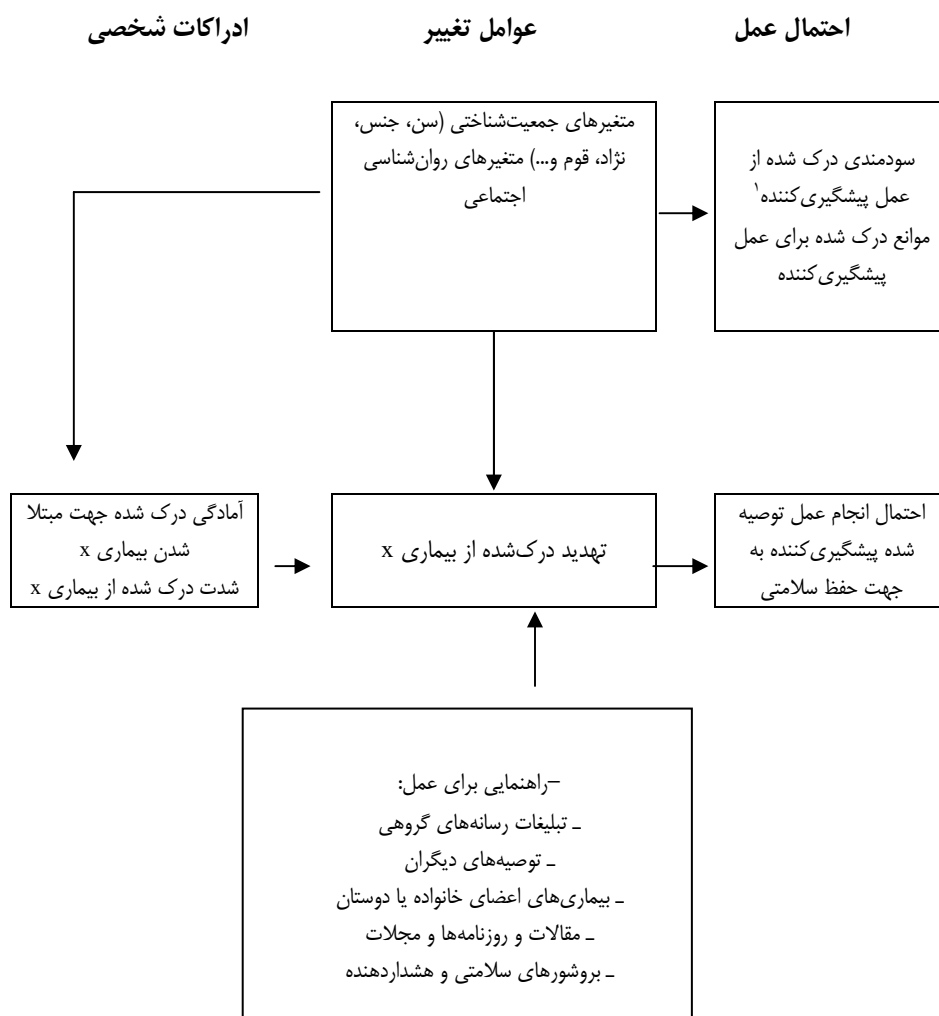 احتمال عمل
عوامل تغییر
ادراکات شخصی
سودمندی درک شده از
عمل پیشگیری‌کننده۱
موانع درک شده برای عمل
پیشگیری‌کننده
متغیرهای جمعیت‌شناختی (سن، جنس،
نژاد، قوم و...) متغیرهای روان‌شناسی
اجتماعی
احتمال انجام عمل توصیه
شده پیشگیری‌کننده به
جهت حفظ سلامتی
تهدید درک‌شده از بیماری x
آمادگی درک شده جهت مبتلا
شدن بیماری x
شدت درک شده از بیماری x
–راهنمایی برای عمل:
ـ تبلیغات رسانه‌های گروهی
ـ توصیه‌های دیگران
ـ بیماری‌های اعضای خانواده یا دوستان
ـ مقالات و روزنامه‌ها و مجلات
ـ بروشورهای سلامتی و هشداردهنده